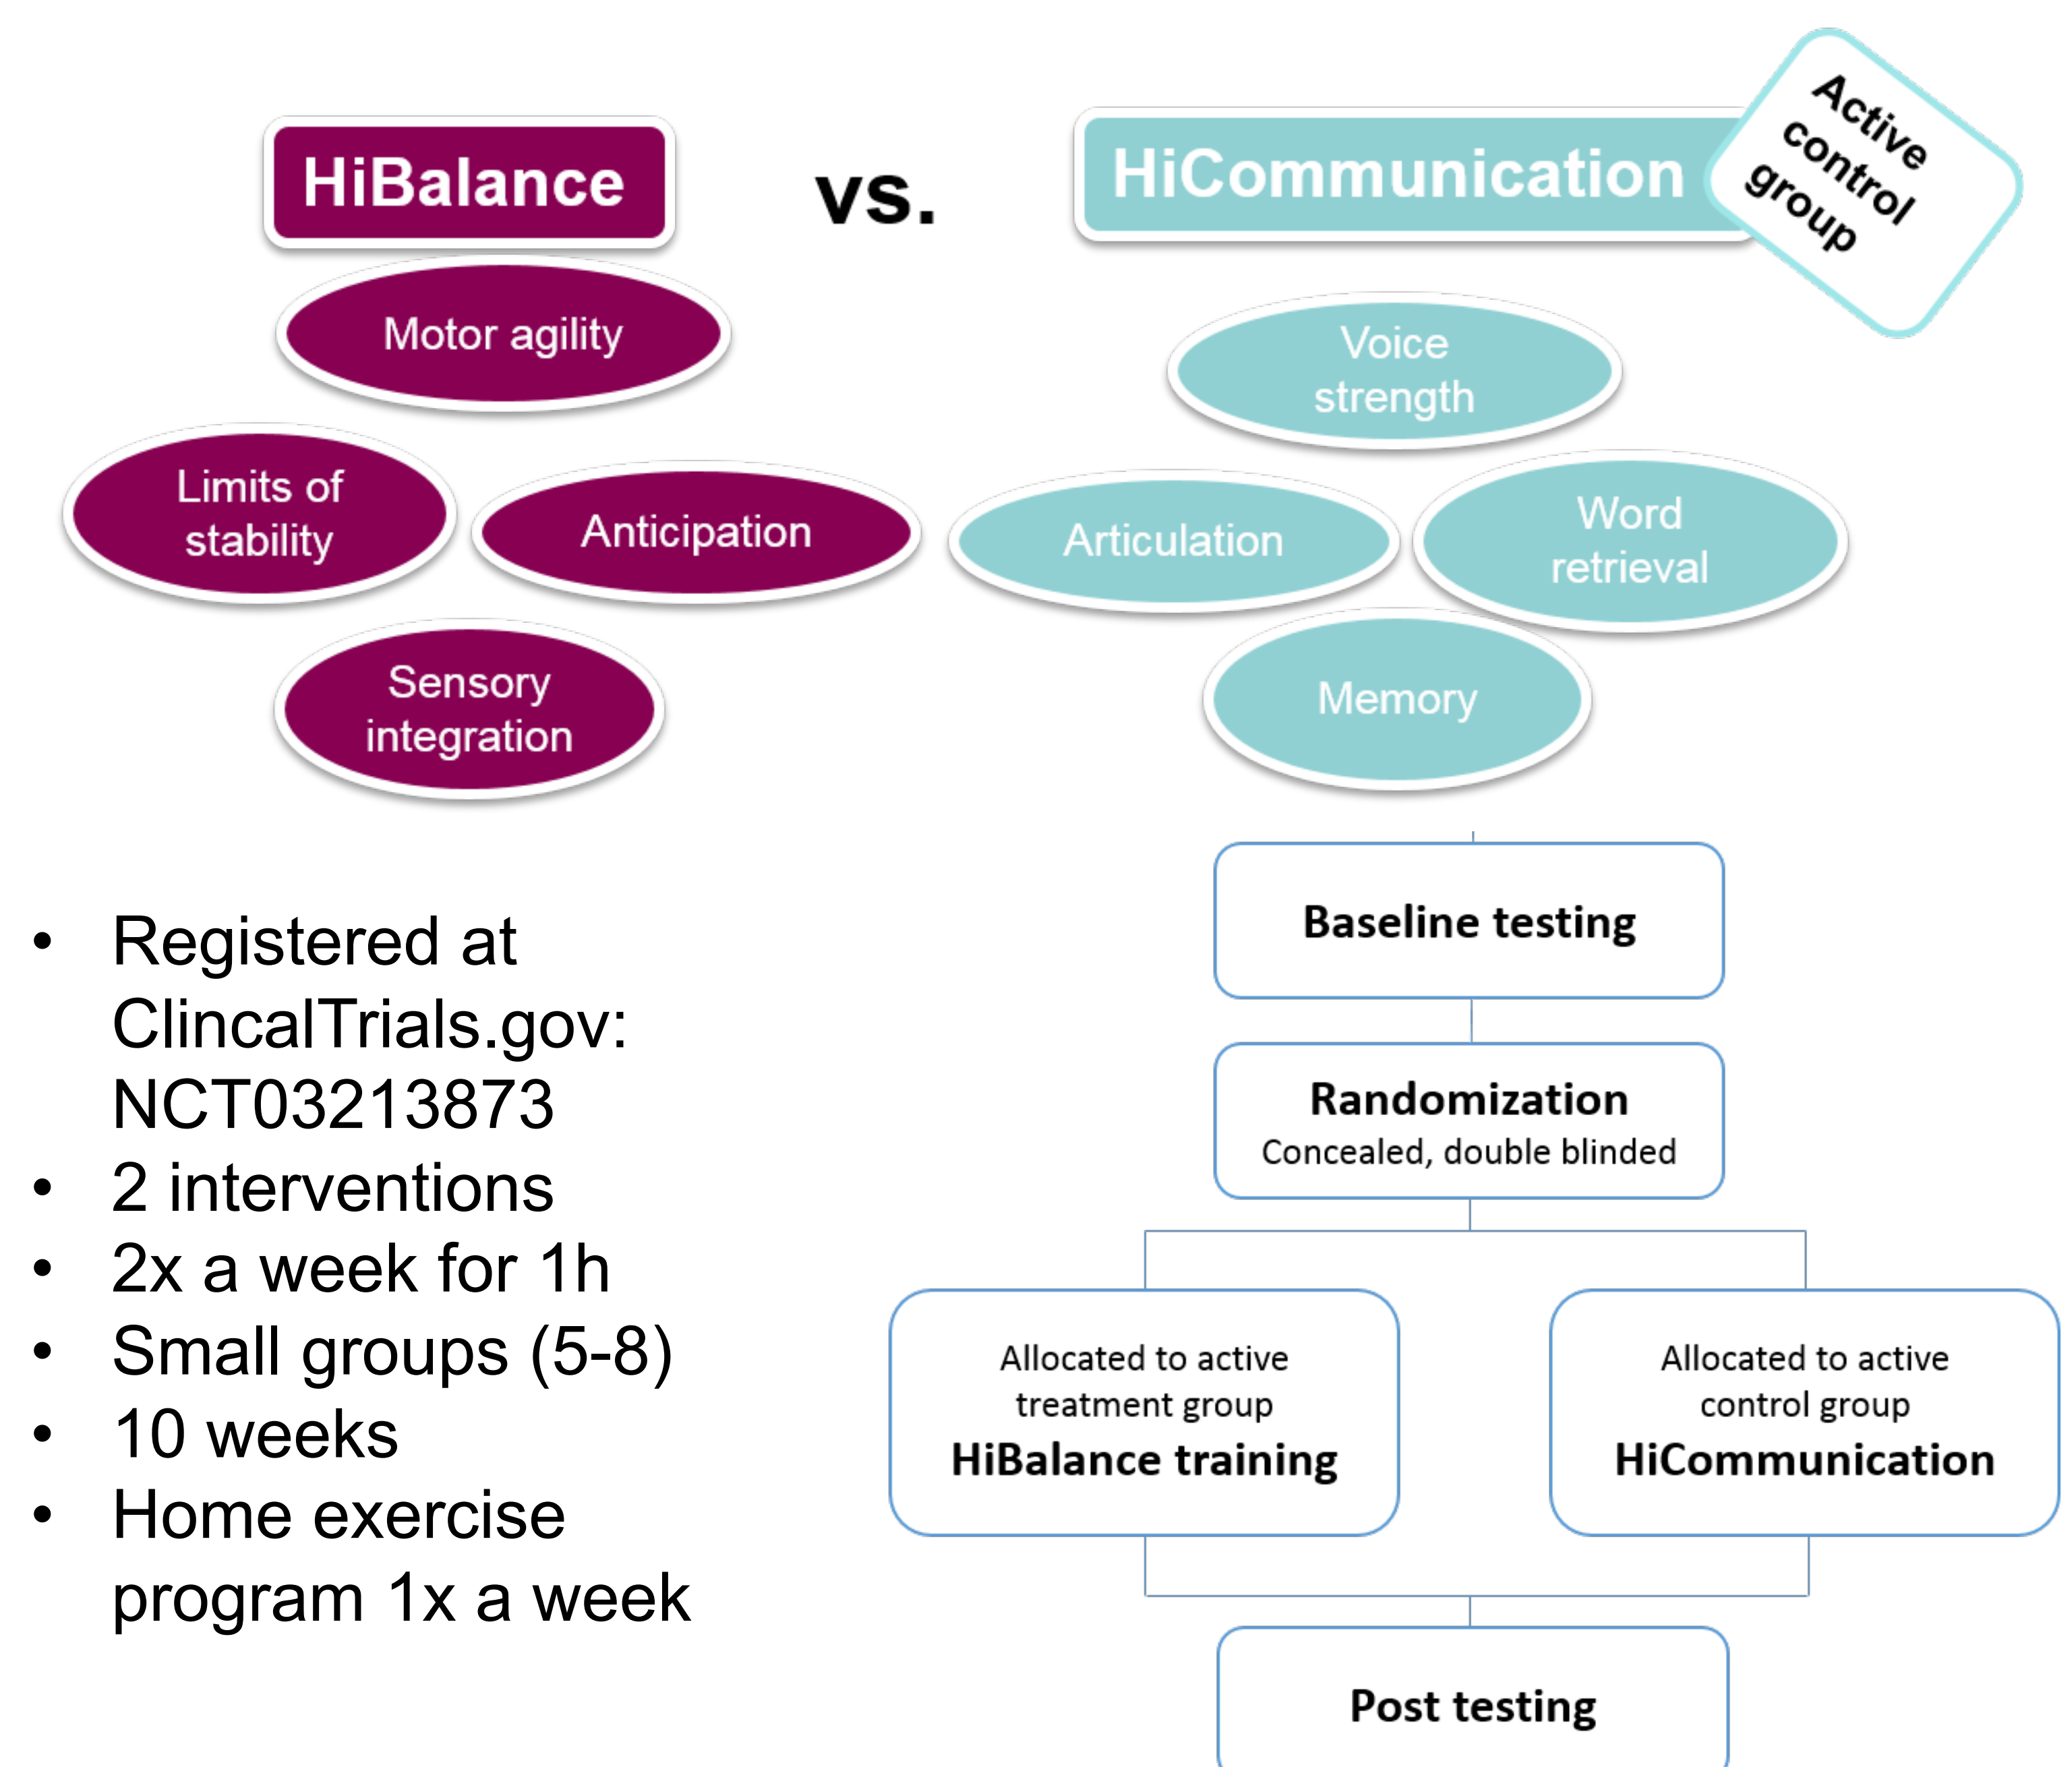 HiBalance
vs.
HiCommunication
Active
control
group
Motor agility
Limits of
stability
Anticipation
Sensory
integration
Voice
strength
Articulation
Word
retrieval
Memory
• Registered at
ClincalTrials.gov:
NCT03213873
• 2 interventions
• 2x a week for 1h
• Small groups (5-8)
• 10 weeks
• Home exercise
program 1x a week
Baseline testing
Randomization
Concealed, double blinded
Allocated to active
treatment group
HiBalance training
Allocated to active
control group
HiCommunication
Post testing